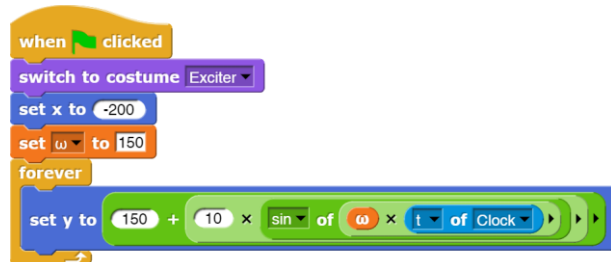 when clicked
switch to costume Exciter
set x to -200
set ω to 150
forever
set y to 150 + 10 × sin of ω × t of Clock